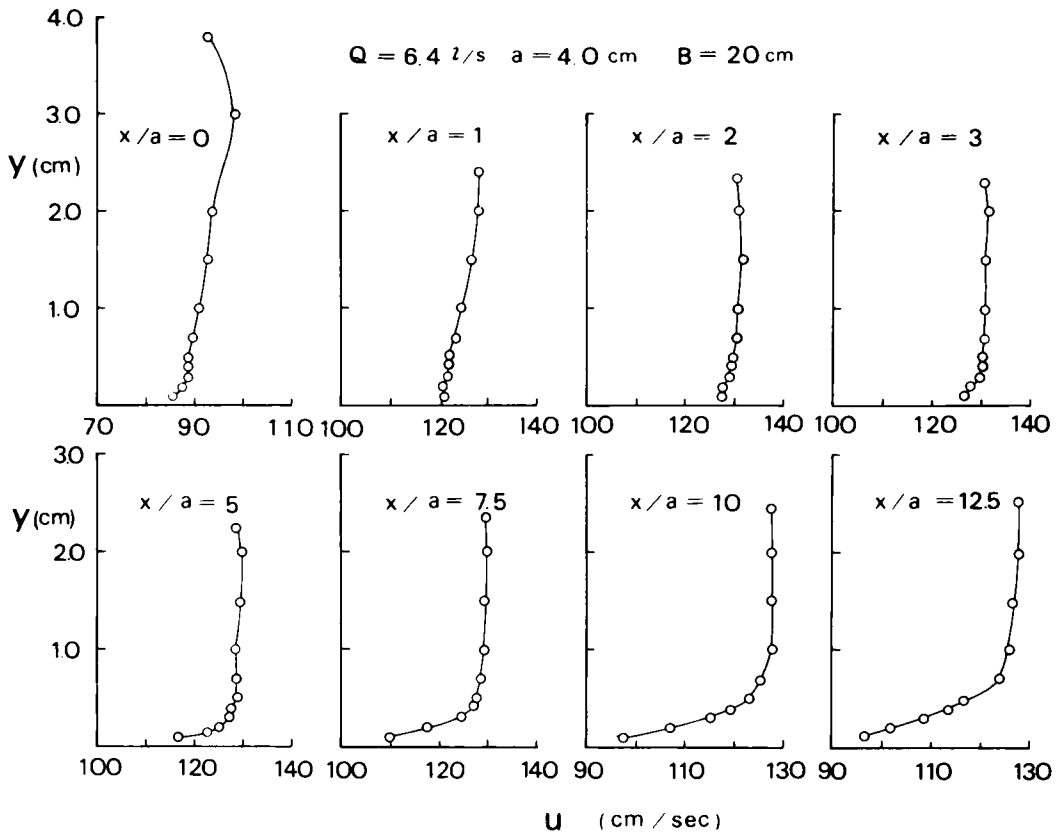 4.0
Q = 6.4 l/s a = 4.0 cm B = 20 cm
3.0
x/a = 0
x/a = 1
x/a = 2
x/a = 3
y (cm)
2.0
1.0
70 90 110
100 120 140
100 120 140
100 120 140
3.0
x/a = 5
x/a = 7.5
x/a = 10
x/a = 12.5
y (cm)
2.0
1.0
100 120 140
100 120 140
90 110 130
90 110 130
u (cm/sec)